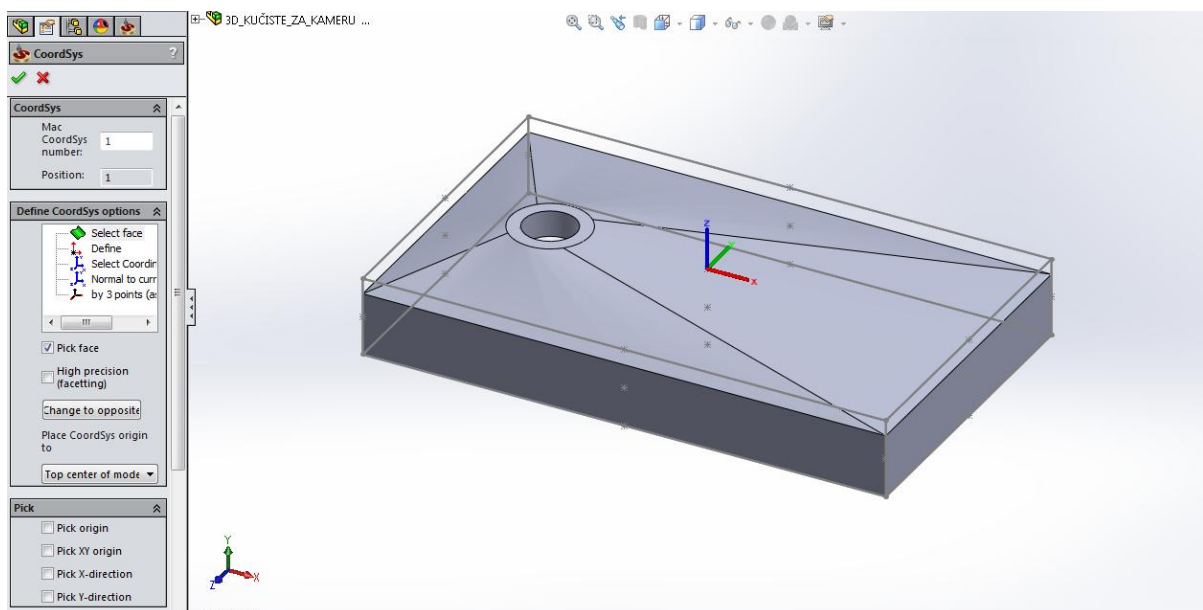 3D_KUČISTE_ZA_KAMERU ...
CoordSys
?
CoordSys
Mac
CoordSys
number:
1
Position:
1
Define CoordSys options
Select face
Define
Select Coordir
Normal to curr
by 3 points (a
Pick face
High precision
(facetting)
Change to opposite
Place CoordSys origin
to
Top center of mode
Pick
Pick origin
Pick XY origin
Pick X-direction
Pick Y-direction
Z
Y
X
Y
Z
X